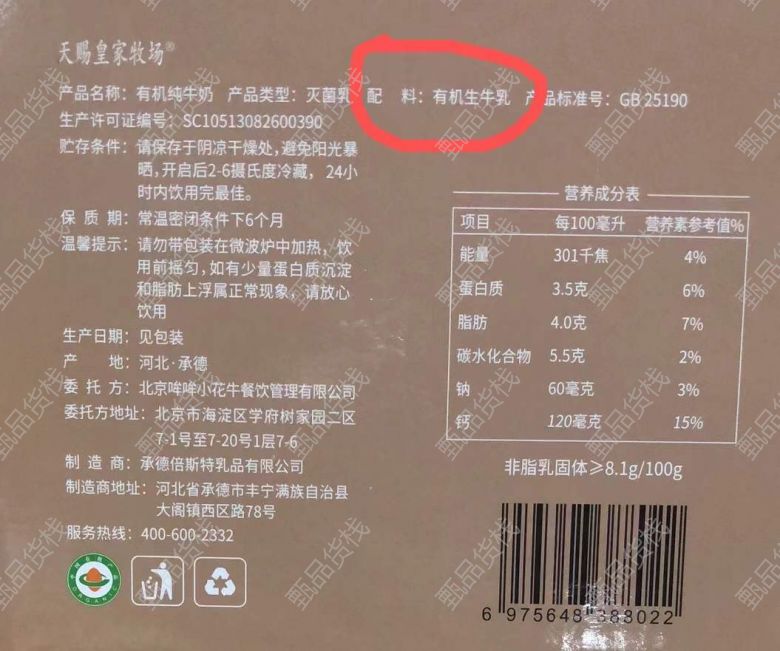 天赐皇家牧场®
产品名称：有机纯牛奶 产品类型：灭菌乳 配 料：有机生牛乳 产品标准号：GB 25190
生产许可证编号：SC10513082600390
贮存条件：请保存于阴凉干燥处，避免阳光暴
晒，开启后2-6摄氏度冷藏，24小
时内饮用完最佳。
保 质 期：常温密闭条件下6个月
温馨提示：请勿带包装在微波炉中加热，饮
用前摇匀，如有少量蛋白质沉淀
和脂肪上浮属正常现象，请放心
饮用
生产日期：见包装
产 地：河北·承德
委 托 方：北京哞哞小花牛餐饮管理有限公司
委托方地址：北京市海淀区学府树家园二区
7-1号至7-20号1层7-6
制 造 商：承德倍斯特乳品有限公司
制造商地址：河北省承德市丰宁满族自治县
大阁镇西区路78号
服务热线：400-600-2332
营养成分表
项目 每100毫升 营养素参考值%
能量 301千焦 4%
蛋白质 3.5克 6%
脂肪 4.0克 7%
碳水化合物 5.5克 2%
钠 60毫克 3%
钙 120毫克 15%
非脂乳固体≥8.1g/100g
6 975648 388022
ORGANIC
甄品货栈